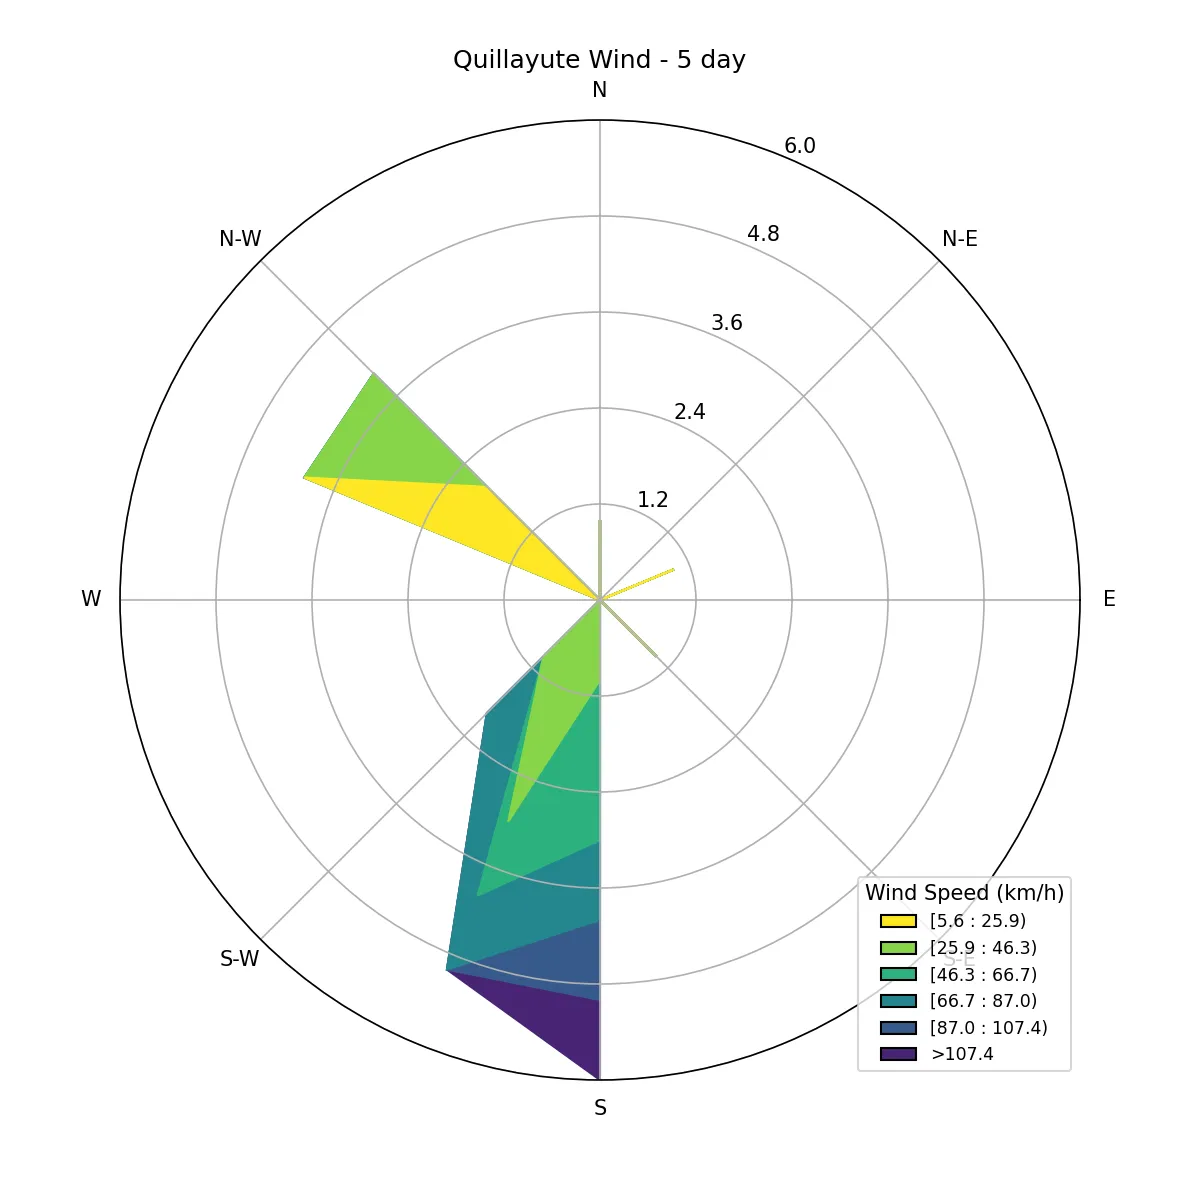 Quillayute Wind - 5 day
N
6.0
N-W
4.8
N-E
3.6
2.4
1.2
W
E
S-W
S-E
S
Wind Speed (km/h)
[5.6 : 25.9)
[25.9 : 46.3)
[46.3 : 66.7)
[66.7 : 87.0)
[87.0 : 107.4)
>107.4